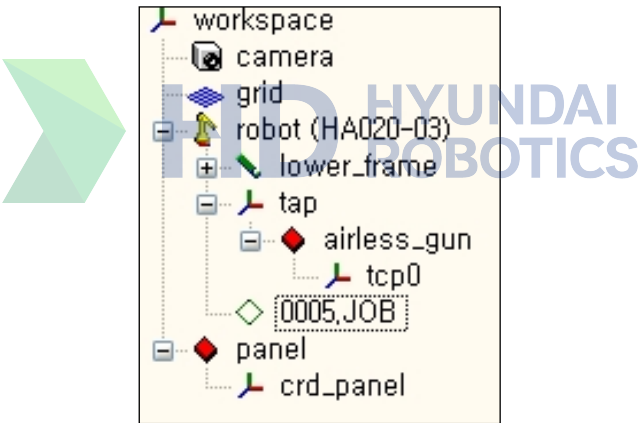 workspace
camera
grid
robot (HA020-03)
lower_frame
tap
airless_gun
tcp0
0005,JOB
panel
crd_panel
HD HYUNDAI
ROBOTICS